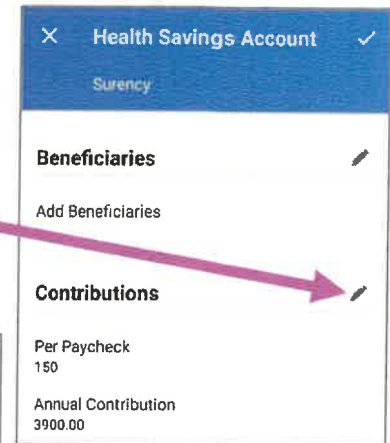 Health Savings Account
Surency
Beneficiaries
Add Beneficiaries
Contributions
Per Paycheck
150
Annual Contribution
3900.00